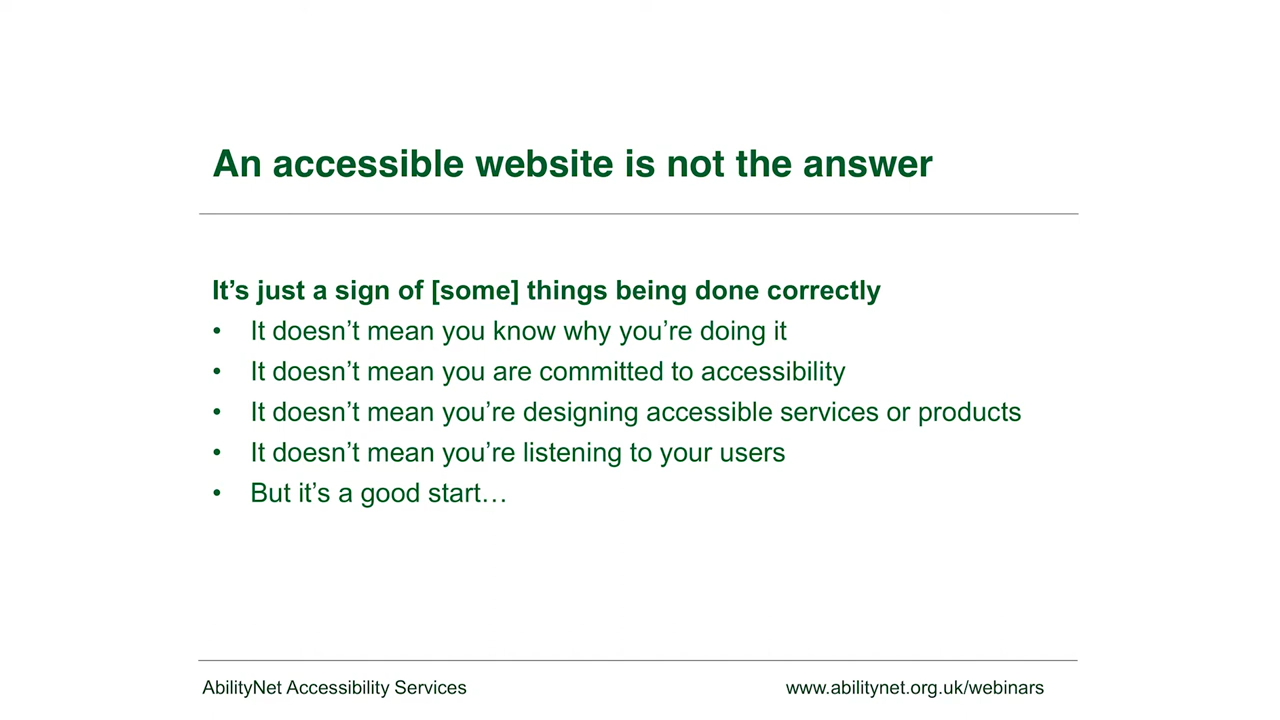 An accessible website is not the answer
It’s just a sign of [some] things being done correctly
• It doesn’t mean you know why you’re doing it
• It doesn’t mean you are committed to accessibility
• It doesn’t mean you’re designing accessible services or products
• It doesn’t mean you’re listening to your users
• But it’s a good start…
AbilityNet Accessibility Services
www.abilitynet.org.uk/webinars